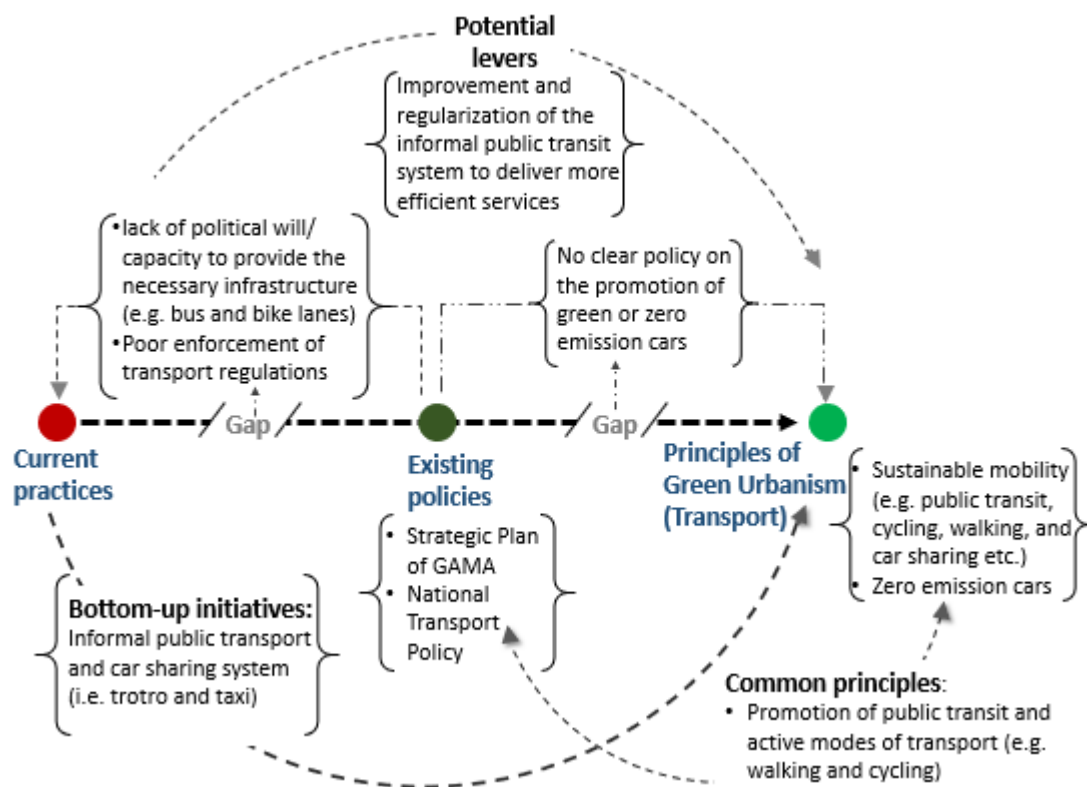 Potential
levers
Improvement and
regularization of the
informal public transit
system to deliver more
efficient services
•lack of political will/
capacity to provide the
necessary infrastructure
(e.g. bus and bike lanes)
•Poor enforcement of
transport regulations
No clear policy on
the promotion of
green or zero
emission cars
Gap
Gap
Current
practices
Existing
policies
Principles of
Green Urbanism
(Transport)
• Strategic Plan
of GAMA
• National
Transport
Policy
• Sustainable mobility
(e.g. public transit,
cycling, walking, and
car sharing etc.)
• Zero emission cars
Bottom-up initiatives:
Informal public transport
and car sharing system
(i.e. trotro and taxi)
Common principles:
• Promotion of public transit and
active modes of transport (e.g.
walking and cycling)